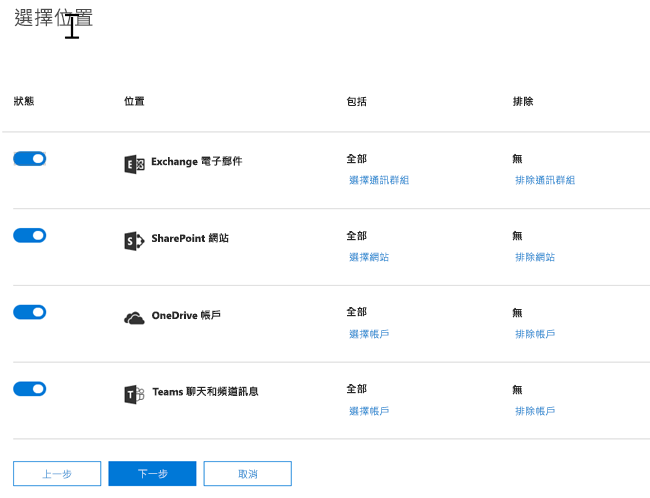 選擇位置
狀態 位置 包括 排除
Exchange 電子郵件 全部 無
選擇通訊群組 排除通訊群組
SharePoint 網站 全部 無
選擇網站 排除網站
OneDrive 帳戶 全部 無
選擇帳戶 排除帳戶
Teams 聊天和頻道訊息 全部 無
選擇帳戶 排除帳戶
上一步 下一步 取消